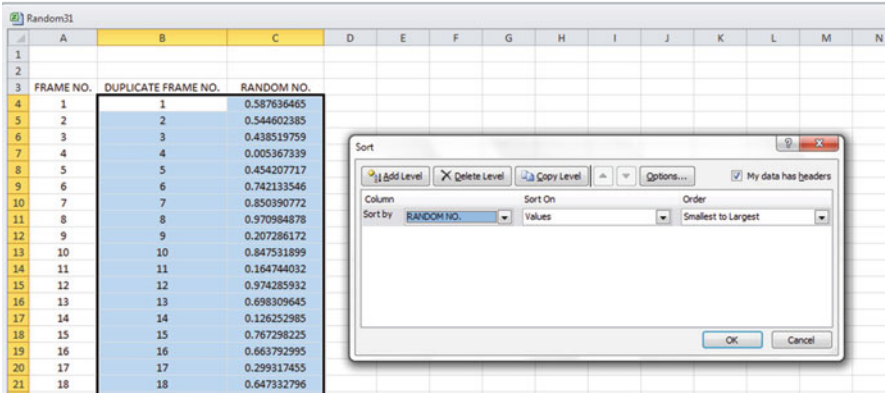 Random31
A B C D E F G H I J K L M N
1
2
3 FRAME NO. DUPLICATE FRAME NO. RANDOM NO.
4 1 1 0.587636465
5 2 2 0.544602385
6 3 3 0.438519759
7 4 4 0.005367339
8 5 5 0.454207717
9 6 6 0.742133546
10 7 7 0.850390772
11 8 8 0.970984878
12 9 9 0.207286172
13 10 10 0.847531899
14 11 11 0.164744032
15 12 12 0.974285932
16 13 13 0.698309645
17 14 14 0.126252985
18 15 15 0.767298225
19 16 16 0.663792995
20 17 17 0.299317455
21 18 18 0.647332796
Sort
Add Level Delete Level Copy Level Options... My data has headers
Column Sort On Order
Sort by RANDOM NO. Values Smallest to Largest
OK Cancel